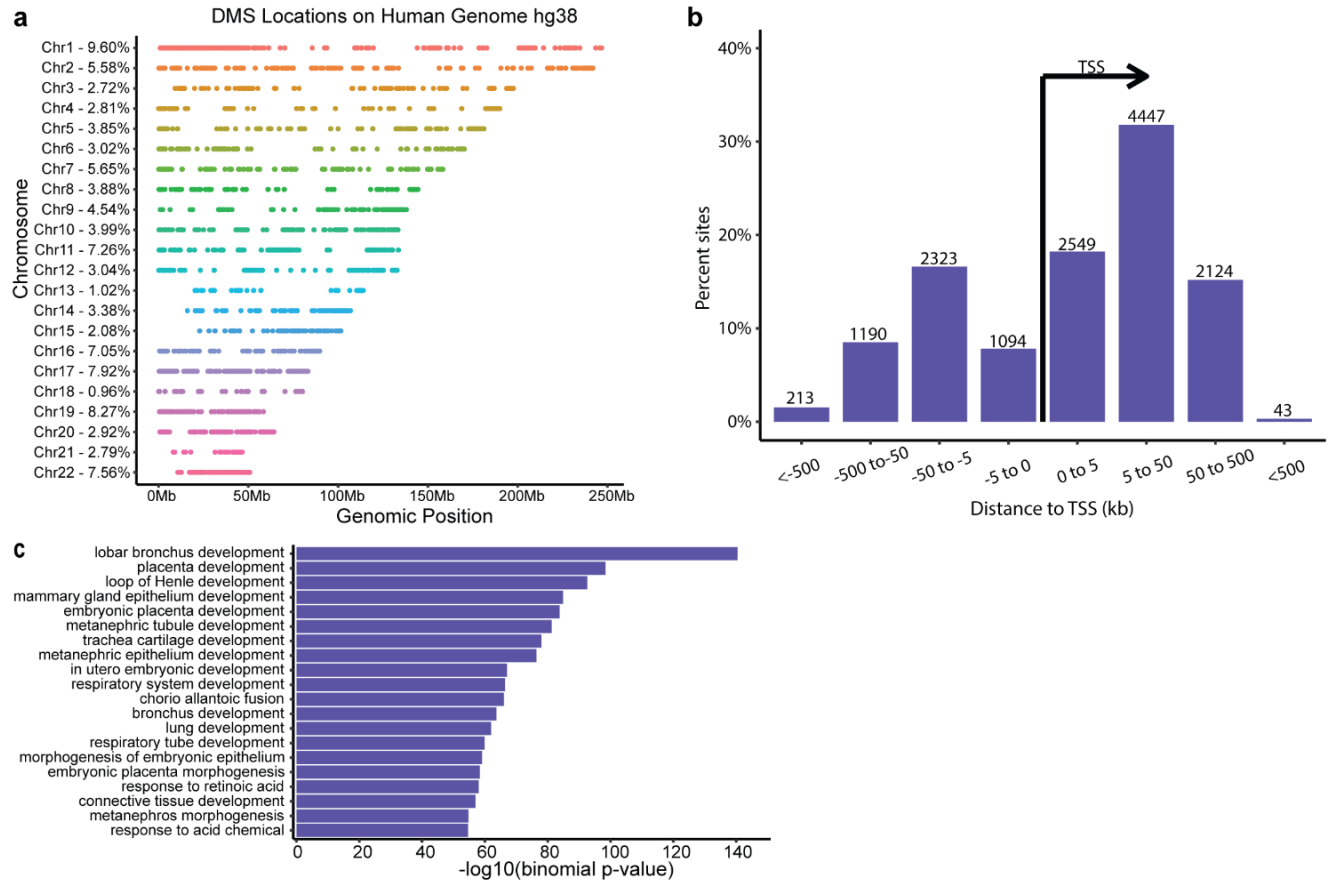 a
DMS Locations on Human Genome hg38
Chromosome
Chr1 - 9.60%
Chr2 - 5.58%
Chr3 - 2.72%
Chr4 - 2.81%
Chr5 - 3.85%
Chr6 - 3.02%
Chr7 - 5.65%
Chr8 - 3.88%
Chr9 - 4.54%
Chr10 - 3.99%
Chr11 - 7.26%
Chr12 - 3.04%
Chr13 - 1.02%
Chr14 - 3.38%
Chr15 - 2.08%
Chr16 - 7.05%
Chr17 - 7.92%
Chr18 - 0.96%
Chr19 - 8.27%
Chr20 - 2.92%
Chr21 - 2.79%
Chr22 - 7.56%
0Mb 50Mb 100Mb 150Mb 200Mb 250Mb
Genomic Position
b
Percent sites
40%
30%
20%
10%
0%
TSS
213 1190 2323 1094 2549 4447 2124 43
<-500 -500 to-50 -50 to -5 -5 to 0 0 to 5 5 to 50 50 to 500 <500
Distance to TSS (kb)
c
lobar bronchus development
placenta development
loop of Henle development
mammary gland epithelium development
embryonic placenta development
metanephric tubule development
trachea cartilage development
metanephric epithelium development
in utero embryonic development
respiratory system development
chorio allantoic fusion
bronchus development
lung development
respiratory tube development
morphogenesis of embryonic epithelium
embryonic placenta morphogenesis
response to retinoic acid
connective tissue development
metanephros morphogenesis
response to acid chemical
0 20 40 60 80 100 120 140
-log10(binomial p-value)